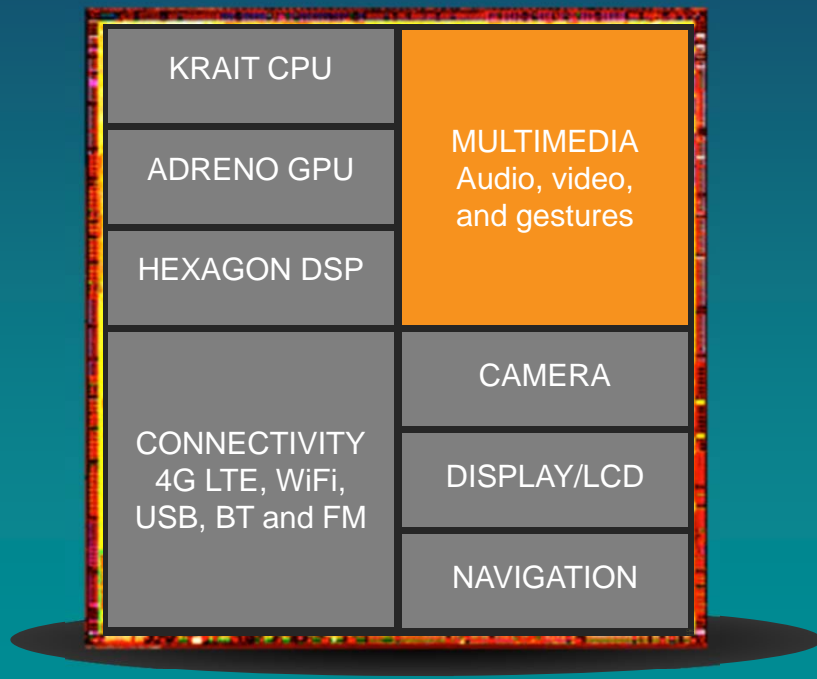 KRAIT CPU
ADRENO GPU
HEXAGON DSP
CONNECTIVITY
4G LTE, WiFi,
USB, BT and FM
MULTIMEDIA
Audio, video,
and gestures
CAMERA
DISPLAY/LCD
NAVIGATION